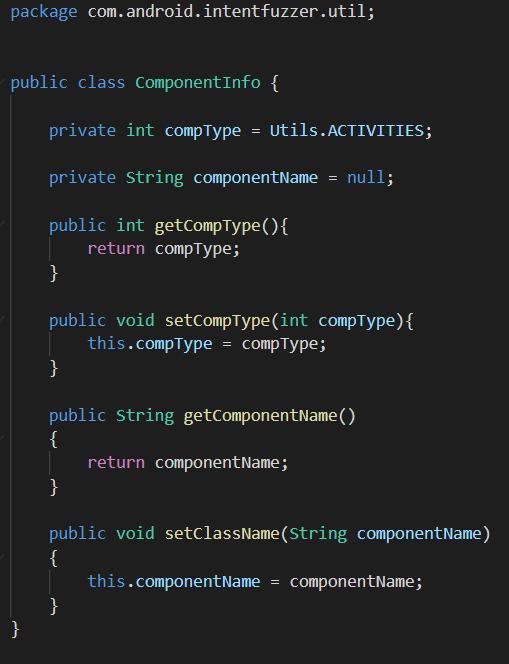 package com.android.intentfuzzer.util;
public class ComponentInfo {
private int compType = Utils.ACTIVITIES;
private String componentName = null;
public int getCompType(){
return compType;
}
public void setCompType(int compType){
this.compType = compType;
}
public String getComponentName()
{
return componentName;
}
public void setClassName(String componentName)
{
this.componentName = componentName;
}
}